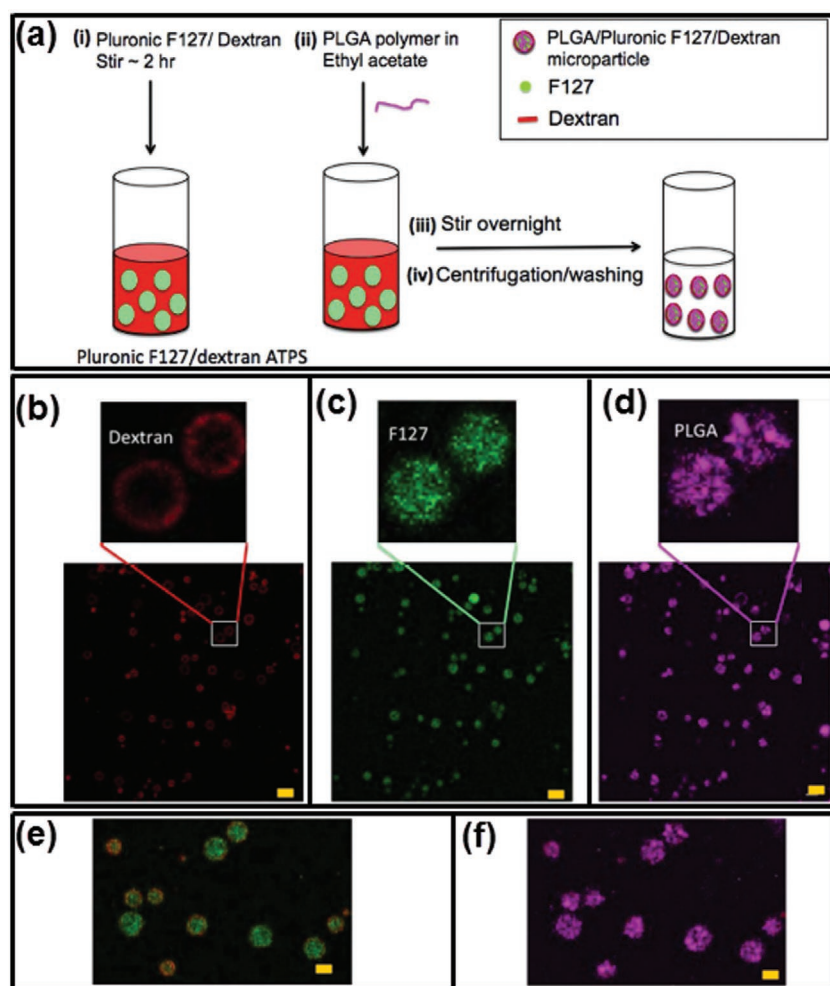 (a)
(i) Pluronic F127/ Dextran
Stir ~ 2 hr
(ii) PLGA polymer in
Ethyl acetate
PLGA/Pluronic F127/Dextran
microparticle
F127
Dextran
(iii) Stir overnight
(iv) Centrifugation/washing
Pluronic F127/dextran ATPS
(b)
Dextran
(c)
F127
(d)
PLGA
(e)
(f)